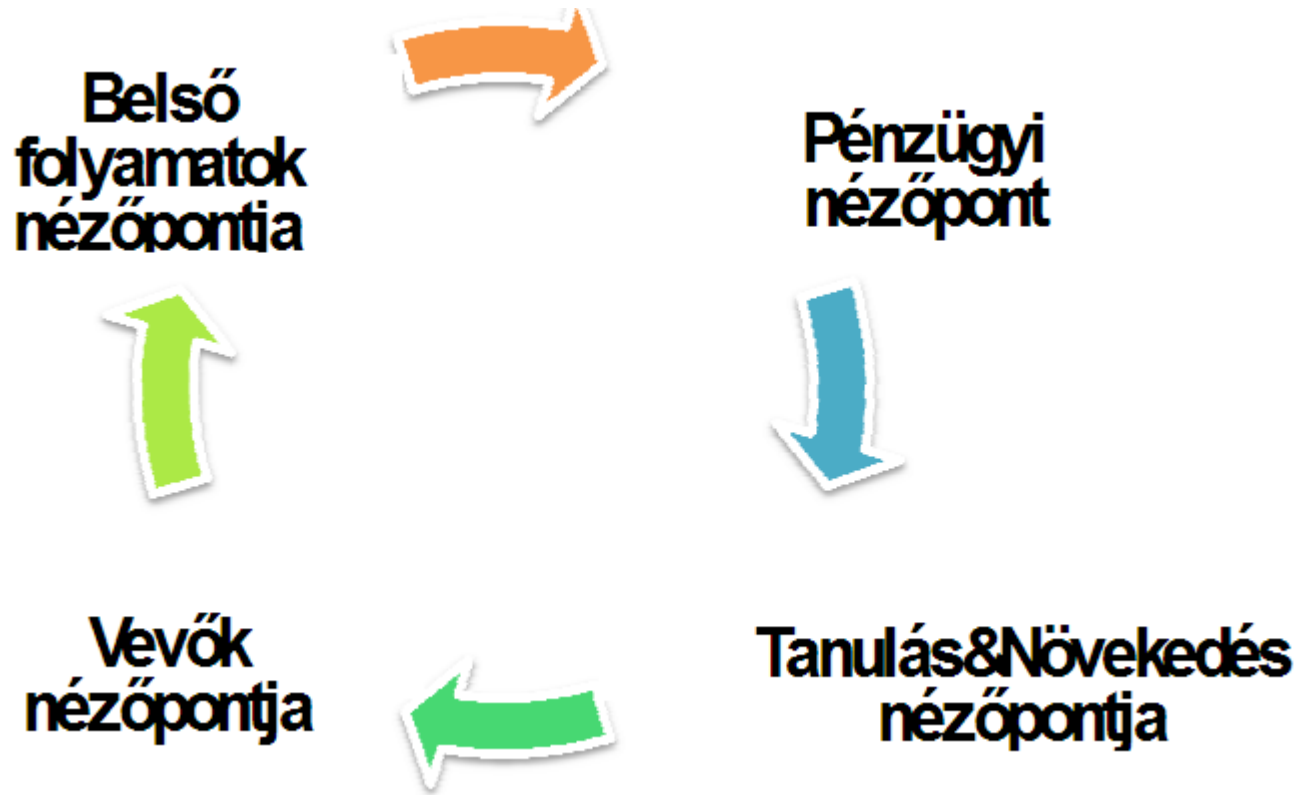 Belső
folyamatok
nézőpontja
Pénzügyi
nézőpont
Vevők
nézőpontja
Tanulás&Növekedés
nézőpontja